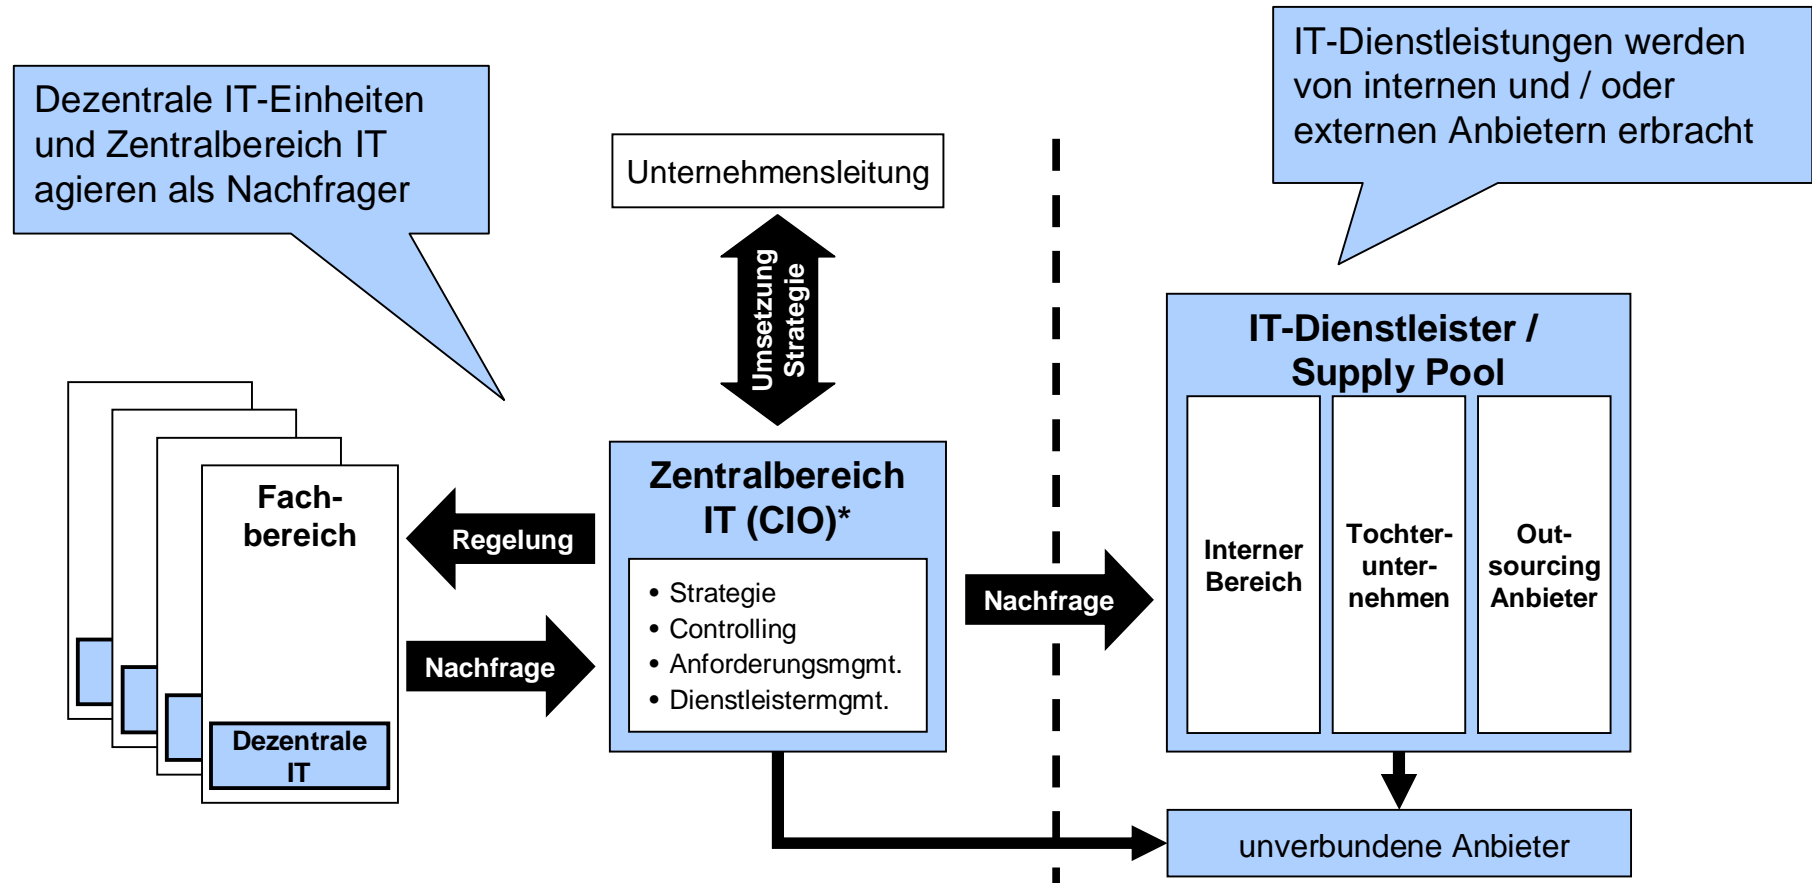 Dezentrale IT-Einheiten
und Zentralbereich IT
agieren als Nachfrager
IT-Dienstleistungen werden
von internen und / oder
externen Anbietern erbracht
Unternehmensleitung
Umsetzung
Strategie
Fach-
bereich
Dezentrale
IT
Regelung
Nachfrage
Zentralbereich
IT (CIO)*
• Strategie
• Controlling
• Anforderungsmgmt.
• Dienstleistermgmt.
Nachfrage
IT-Dienstleister /
Supply Pool
Interner
Bereich
Tochter-
unter-
nehmen
Out-
sourcing
Anbieter
unverbundene Anbieter